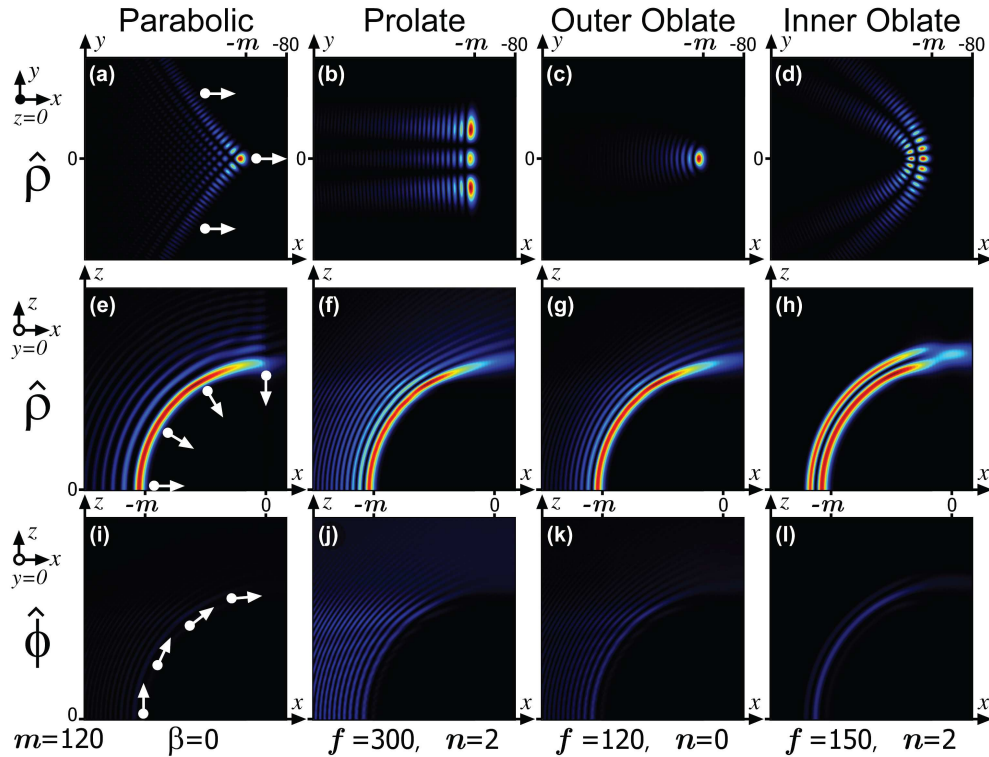 Parabolic Prolate Outer Oblate Inner Oblate
y -m -80 y -m -80 y -m -80 y -m -80
(a) (b) (c) (d)
y
x
z=0
0 0 0 0
ρ̂
x x x x
z z z z
(e) (f) (g) (h)
z
x
y=0
ρ̂
x x x x
0 -m 0 -m 0 -m 0 -m 0
z z z z
(i) (j) (k) (l)
z
x
y=0
ϕ̂
x x x x
0
m=120 β=0 f=300, n=2 f=120, n=0 f=150, n=2